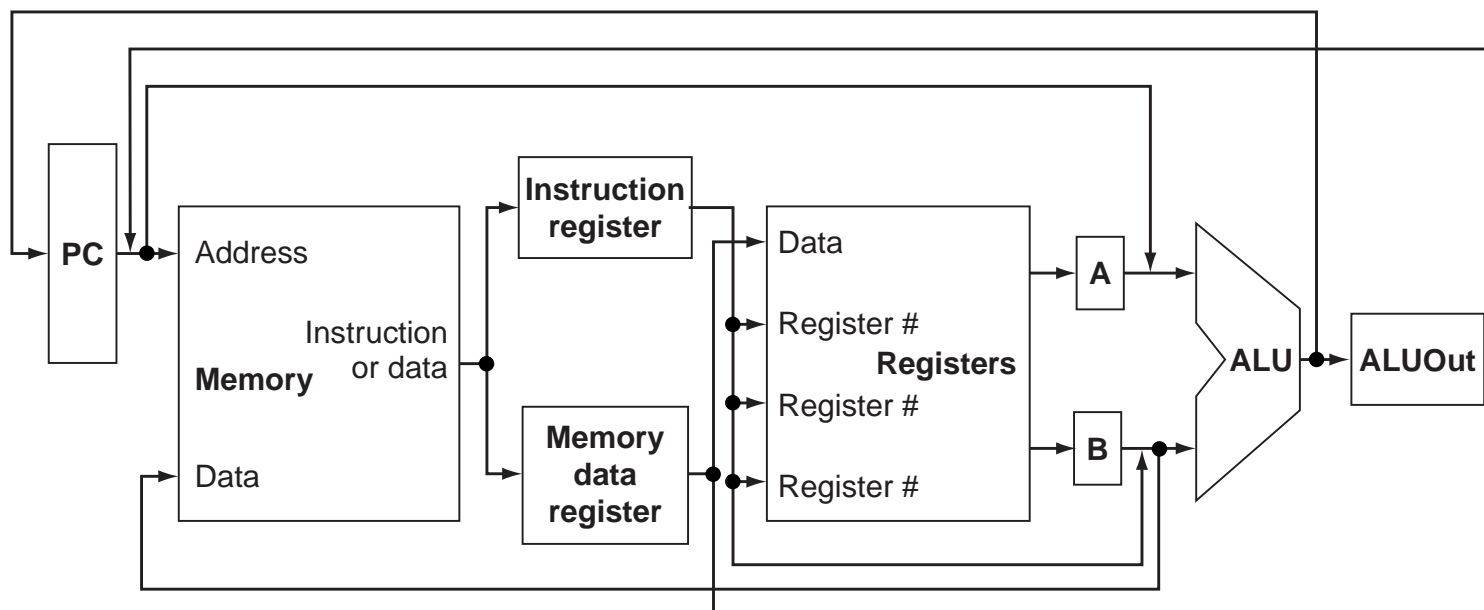 PC
Address
Instruction
or data
Memory
Data
Instruction
register
Memory
data
register
Data
Register #
Registers
Register #
Register #
A
B
ALU
ALUOut